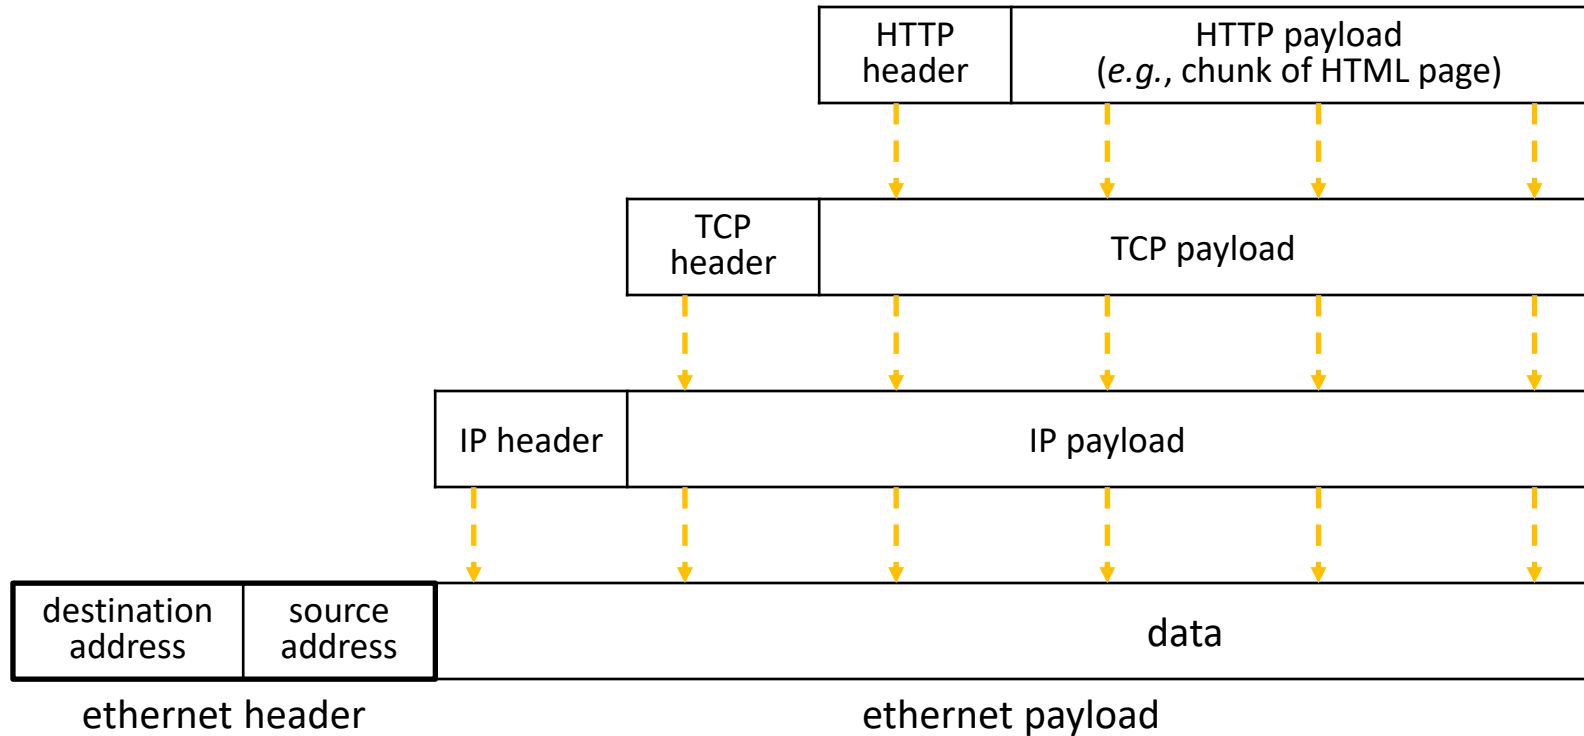 HTTP
header
HTTP payload
(e.g., chunk of HTML page)
TCP
header
TCP payload
IP header
IP payload
destination
address
source
address
data
ethernet header
ethernet payload